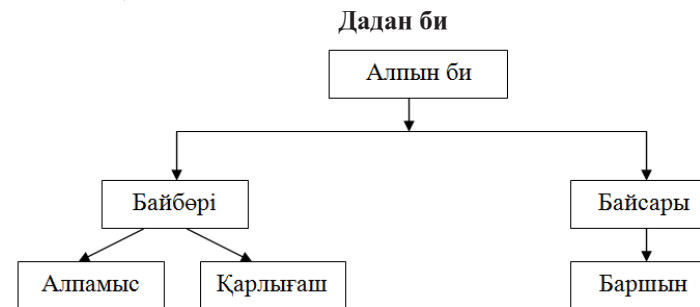 Дадан би
Алпын би
Байбөрі
Байсары
Алпамыс
Қарлығаш
Баршын